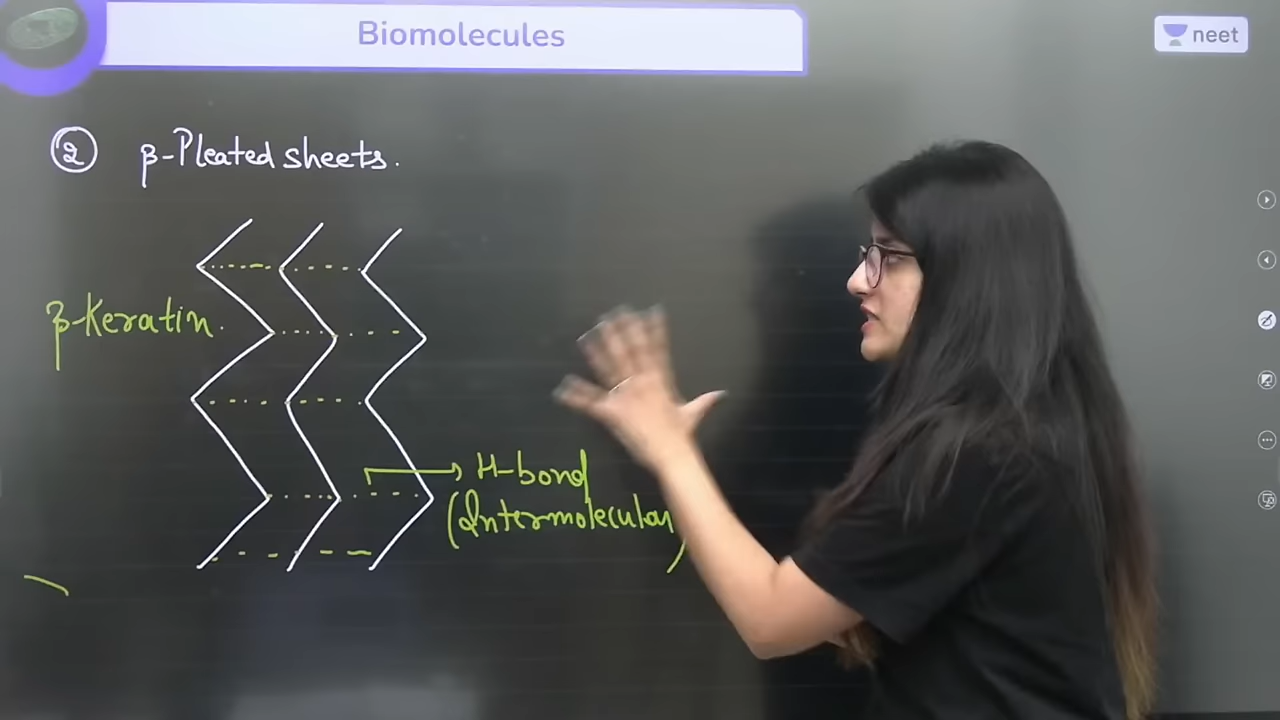 Biomolecules
neet
② β-Pleated sheets.
β-Keratin.
H-bond
(Intermolecular)